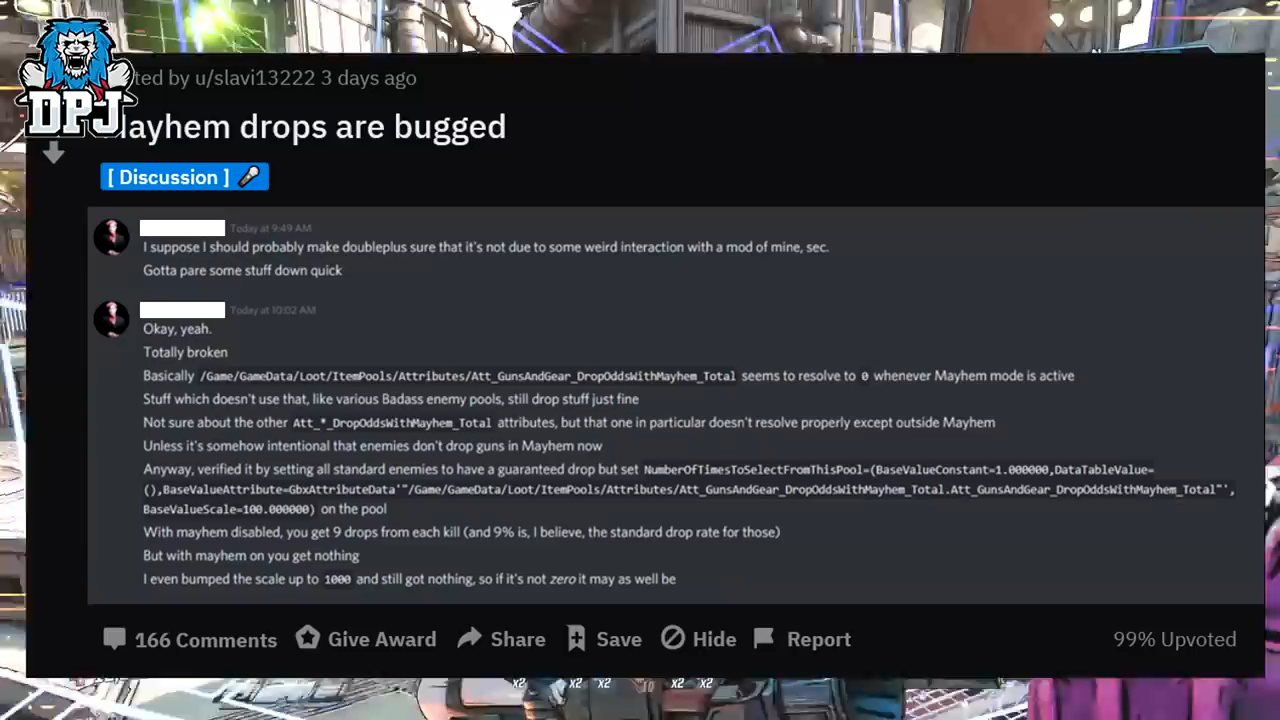 ted by u/slavi13222 3 days ago
DPJ
Mayhem drops are bugged
[ Discussion ]
Today at 9:49 AM
I suppose I should probably make doubleplus sure that it's not due to some weird interaction with a mod of mine, sec.
Gotta pare some stuff down quick
Today at 10:02 AM
Okay, yeah.
Totally broken
Basically /Game/GameData/Loot/ItemPools/Attributes/Att_GunsAndGear_DropOddsWithMayhem_Total seems to resolve to 0 whenever Mayhem mode is active
Stuff which doesn't use that, like various Badass enemy pools, still drop stuff just fine
Not sure about the other Att_*_DropOddsWithMayhem_Total attributes, but that one in particular doesn't resolve properly except outside Mayhem
Unless it's somehow intentional that enemies don't drop guns in Mayhem now
Anyway, verified it by setting all standard enemies to have a guaranteed drop but set NumberOfTimesToSelectFromThisPool=(BaseValueConstant=1.000000,DataTableValue=
(),BaseValueAttribute=GbxAttributeData'"/Game/GameData/Loot/ItemPools/Attributes/Att_GunsAndGear_DropOddsWithMayhem_Total.Att_GunsAndGear_DropOddsWithMayhem_Total"',
BaseValueScale=100.000000) on the pool
With mayhem disabled, you get 9 drops from each kill (and 9% is, I believe, the standard drop rate for those)
But with mayhem on you get nothing
I even bumped the scale up to 1000 and still got nothing, so if it's not zero it may as well be
166 Comments Give Award Share Save Hide Report 99% Upvoted
x2 x2 x2 10 x2 x2